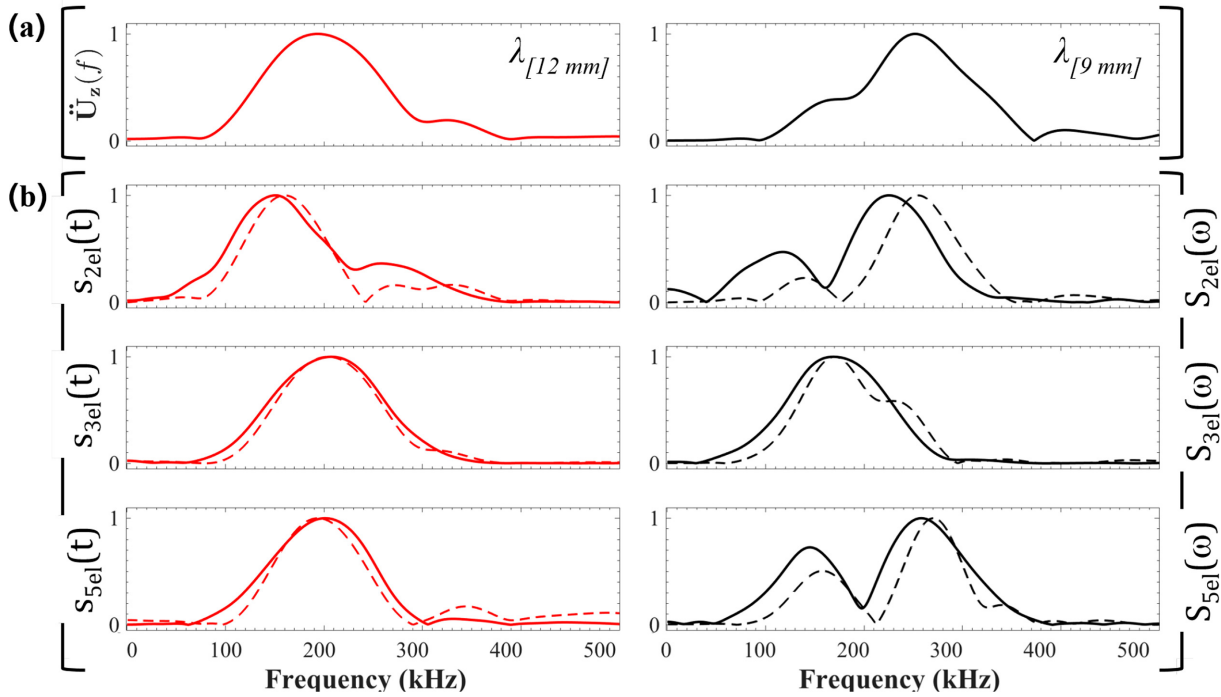 (a)
Ü_z(f)
1
0
λ_[12 mm]
1
0
λ_[9 mm]
(b)
s_2el(t)
1
0
1
0
S_2el(ω)
s_3el(t)
1
0
1
0
S_3el(ω)
s_5el(t)
1
0
1
0
S_5el(ω)
0 100 200 300 400 500
0 100 200 300 400 500
Frequency (kHz)
Frequency (kHz)